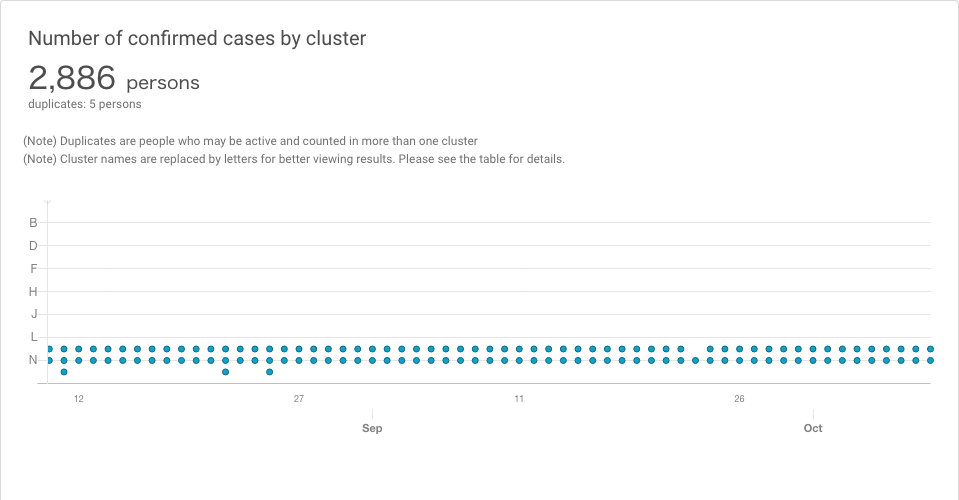 Number of confirmed cases by cluster
2,886 persons
duplicates: 5 persons
(Note) Duplicates are people who may be active and counted in more than one cluster
(Note) Cluster names are replaced by letters for better viewing results. Please see the table for details.
B
D
F
H
J
L
N
12 27 11 26
Sep Oct